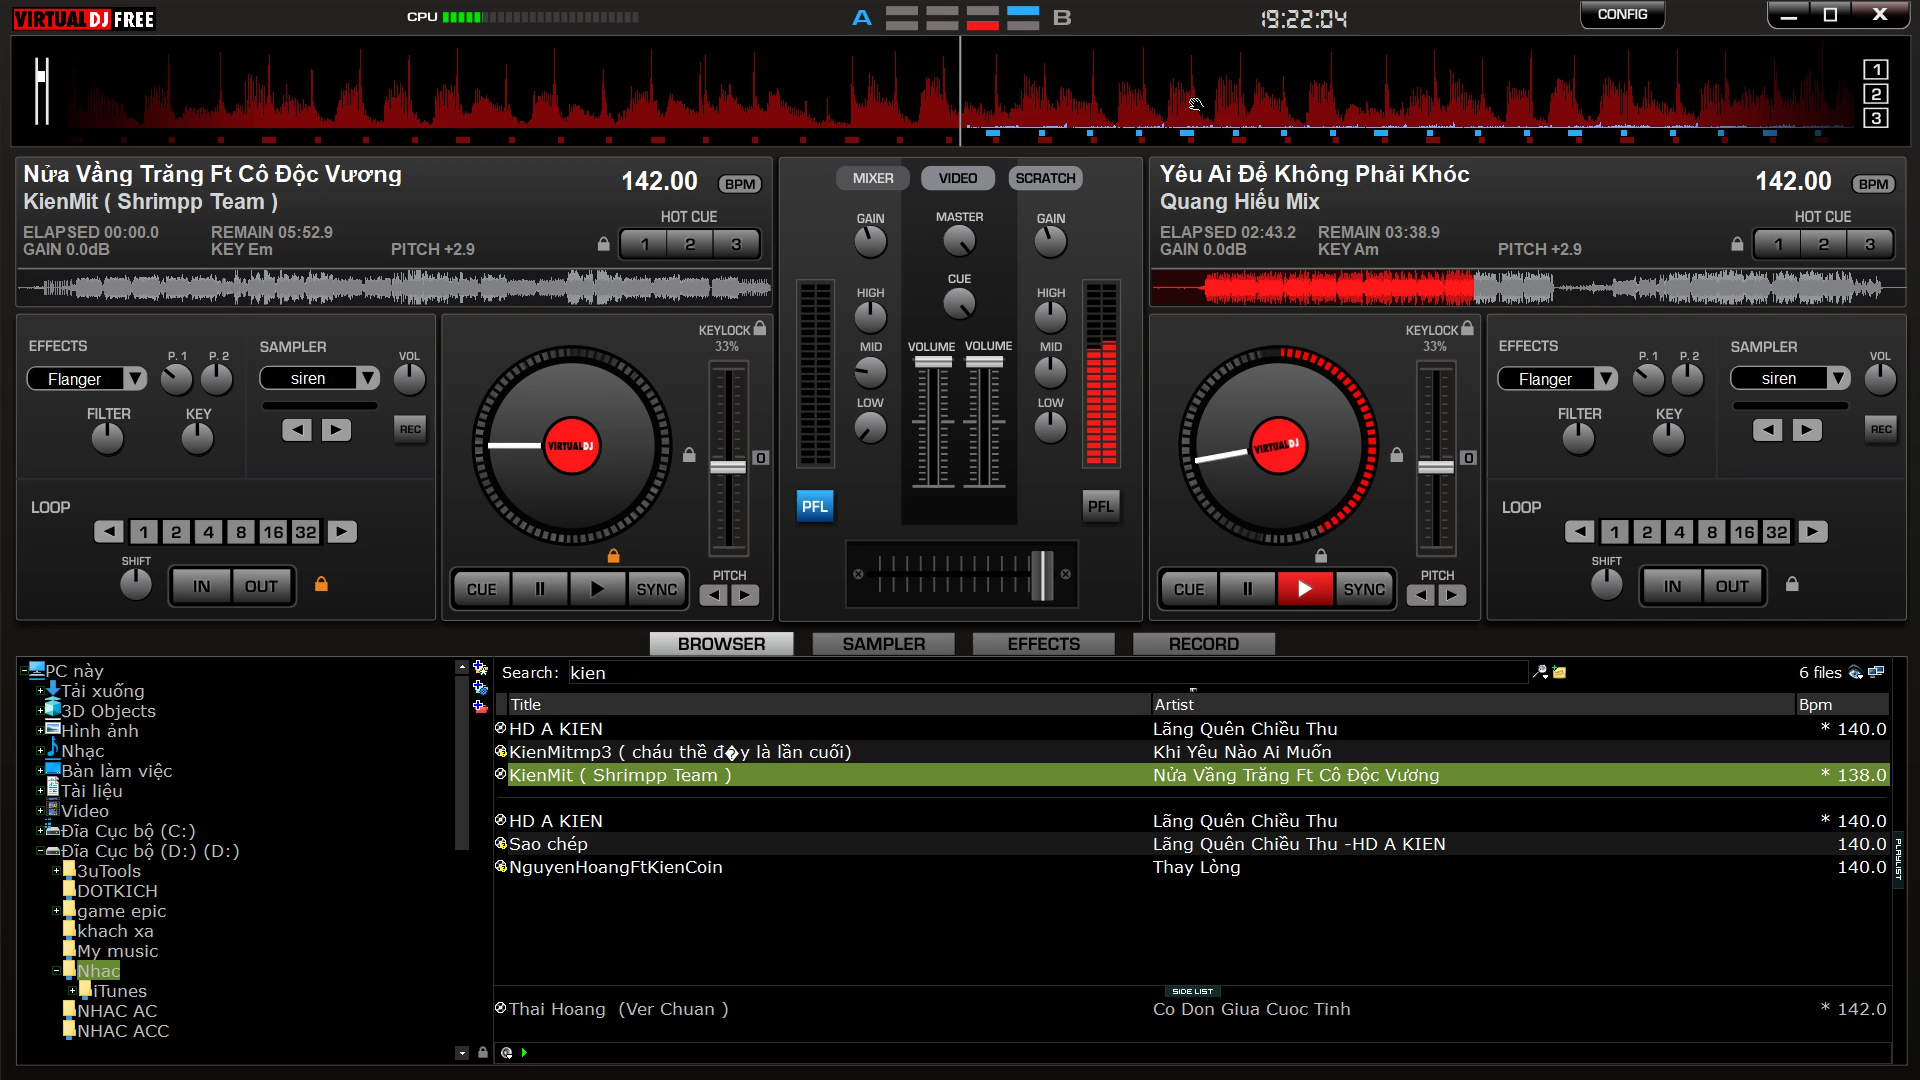 VIRTUAL DJ FREE
CPU
A B
19:22:04
CONFIG
1
2
3
Nửa Vầng Trăng Ft Cô Độc Vương
KienMit ( Shrimpp Team )
142.00 BPM
ELAPSED 00:00.0 REMAIN 05:52.9
GAIN 0.0dB KEY Em PITCH +2.9
HOT CUE
1 2 3
MIXER VIDEO SCRATCH
GAIN MASTER GAIN
CUE
HIGH HIGH
MID VOLUME VOLUME MID
LOW LOW
PFL PFL
Yêu Ai Để Không Phải Khóc
Quang Hiếu Mix
142.00 BPM
ELAPSED 02:43.2 REMAIN 03:38.9
GAIN 0.0dB KEY Am PITCH +2.9
HOT CUE
1 2 3
EFFECTS
Flanger
P. 1 P. 2
SAMPLER
siren
VOL
FILTER KEY
REC
LOOP
1 2 4 8 16 32
SHIFT
IN OUT
KEYLOCK
33%
VIRTUALDJ
0
CUE SYNC
PITCH
KEYLOCK
33%
VIRTUALDJ
0
CUE SYNC
PITCH
EFFECTS
Flanger
P. 1 P. 2
SAMPLER
siren
VOL
FILTER KEY
REC
LOOP
1 2 4 8 16 32
SHIFT
IN OUT
BROWSER SAMPLER EFFECTS RECORD
PC này
Tải xuống
3D Objects
Hình ảnh
Nhạc
Bàn làm việc
Tài liệu
Video
Đĩa Cục bộ (C:)
Đĩa Cục bộ (D:) (D:)
3uTools
DOTKICH
game epic
khach xa
My music
Nhac
iTunes
NHAC AC
NHAC ACC
Search: kien
6 files
Title Artist Bpm
HD A KIEN Lãng Quên Chiều Thu * 140.0
KienMitmp3 ( cháu thề đ�y là lần cuối) Khi Yêu Nào Ai Muốn
KienMit ( Shrimpp Team ) Nửa Vầng Trăng Ft Cô Độc Vương * 138.0
HD A KIEN Lãng Quên Chiều Thu * 140.0
Sao chép Lãng Quên Chiều Thu -HD A KIEN 140.0
NguyenHoangFtKienCoin Thay Lòng 140.0
PLAYLIST
SIDE LIST
Thai Hoang (Ver Chuan ) Co Don Giua Cuoc Tinh * 142.0